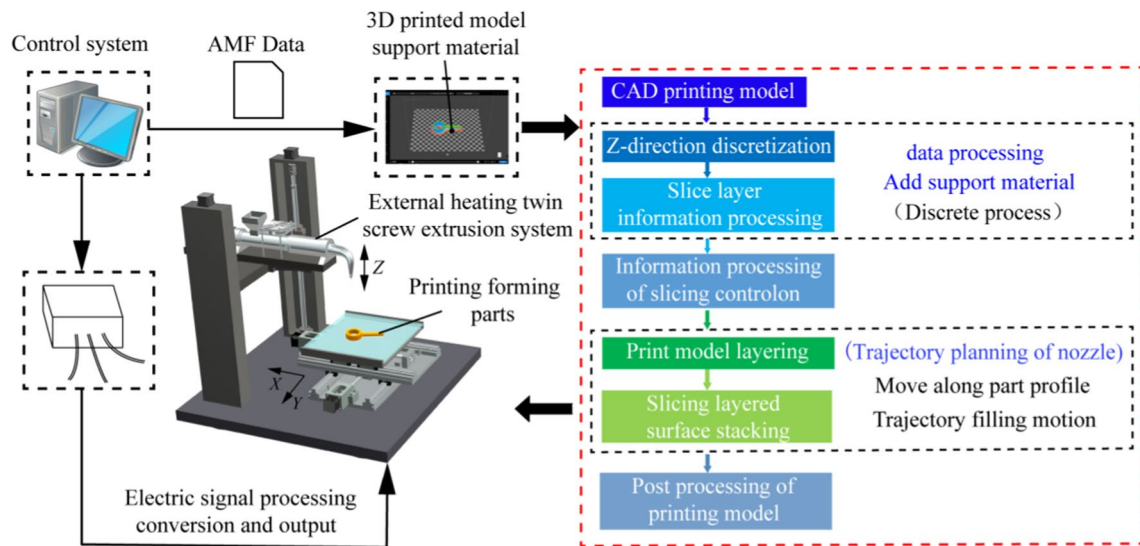 Control system
AMF Data
3D printed model
support material
External heating twin
screw extrusion system
Z
Printing forming
parts
X
Y
Electric signal processing
conversion and output
CAD printing model
Z-direction discretization
Slice layer
information processing
data processing
Add support material
（Discrete process）
Information processing
of slicing controlon
Print model layering
Slicing layered
surface stacking
(Trajectory planning of nozzle)
Move along part profile
Trajectory filling motion
Post processing of
printing model